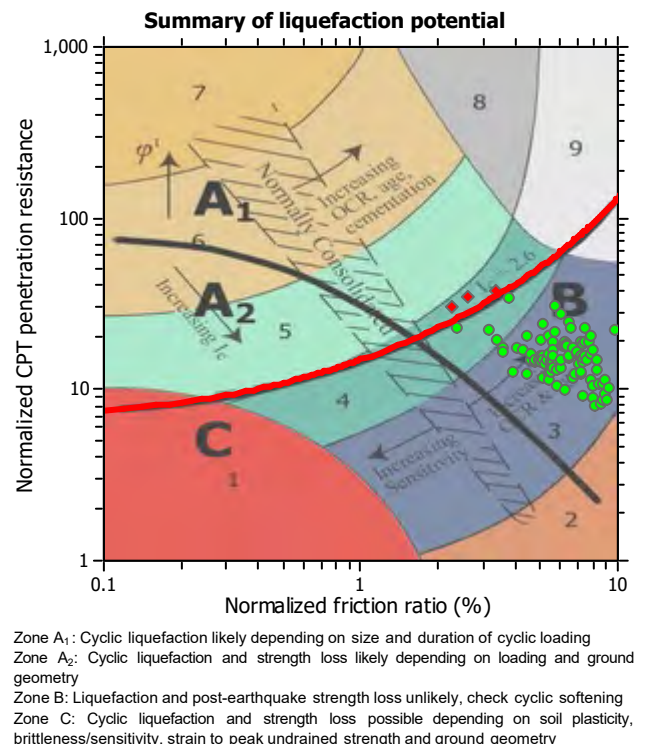 Summary of liquefaction potential
Normalized CPT penetration resistance
1,000
100
10
1
7
8
9
φ'
A1
Increasing
OCR, age,
cementation
Normally Consolidated
6
A2
Increasing Ic
5
2.6
B
4
C
1
Increasing
Sensitivity
OCR &
3
2
0.1
1
10
Normalized friction ratio (%)
Zone A1: Cyclic liquefaction likely depending on size and duration of cyclic loading
Zone A2: Cyclic liquefaction and strength loss likely depending on loading and ground
geometry
Zone B: Liquefaction and post-earthquake strength loss unlikely, check cyclic softening
Zone C: Cyclic liquefaction and strength loss possible depending on soil plasticity,
brittleness/sensitivity, strain to peak undrained strength and ground geometry